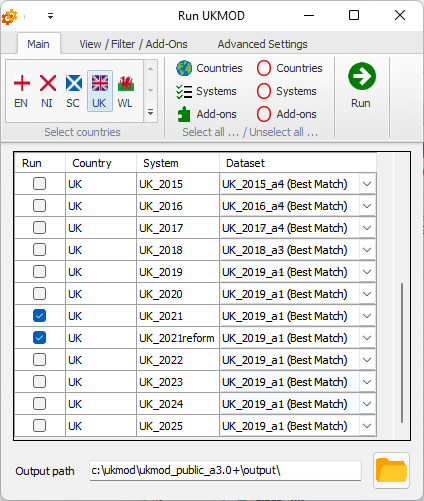 Run UKMOD
Main View / Filter / Add-Ons Advanced Settings
EN NI SC UK WL
Select countries
Countries Countries
Systems Systems
Add-ons Add-ons
Select all ... / Unselect all ...
Run
Run Country System Dataset
UK UK_2015 UK_2015_a4 (Best Match)
UK UK_2016 UK_2016_a4 (Best Match)
UK UK_2017 UK_2017_a4 (Best Match)
UK UK_2018 UK_2018_a3 (Best Match)
UK UK_2019 UK_2019_a1 (Best Match)
UK UK_2020 UK_2019_a1 (Best Match)
UK UK_2021 UK_2019_a1 (Best Match)
UK UK_2021reform UK_2019_a1 (Best Match)
UK UK_2022 UK_2019_a1 (Best Match)
UK UK_2023 UK_2019_a1 (Best Match)
UK UK_2024 UK_2019_a1 (Best Match)
UK UK_2025 UK_2019_a1 (Best Match)
Output path c:\ukmod\ukmod_public_a3.0+\output\